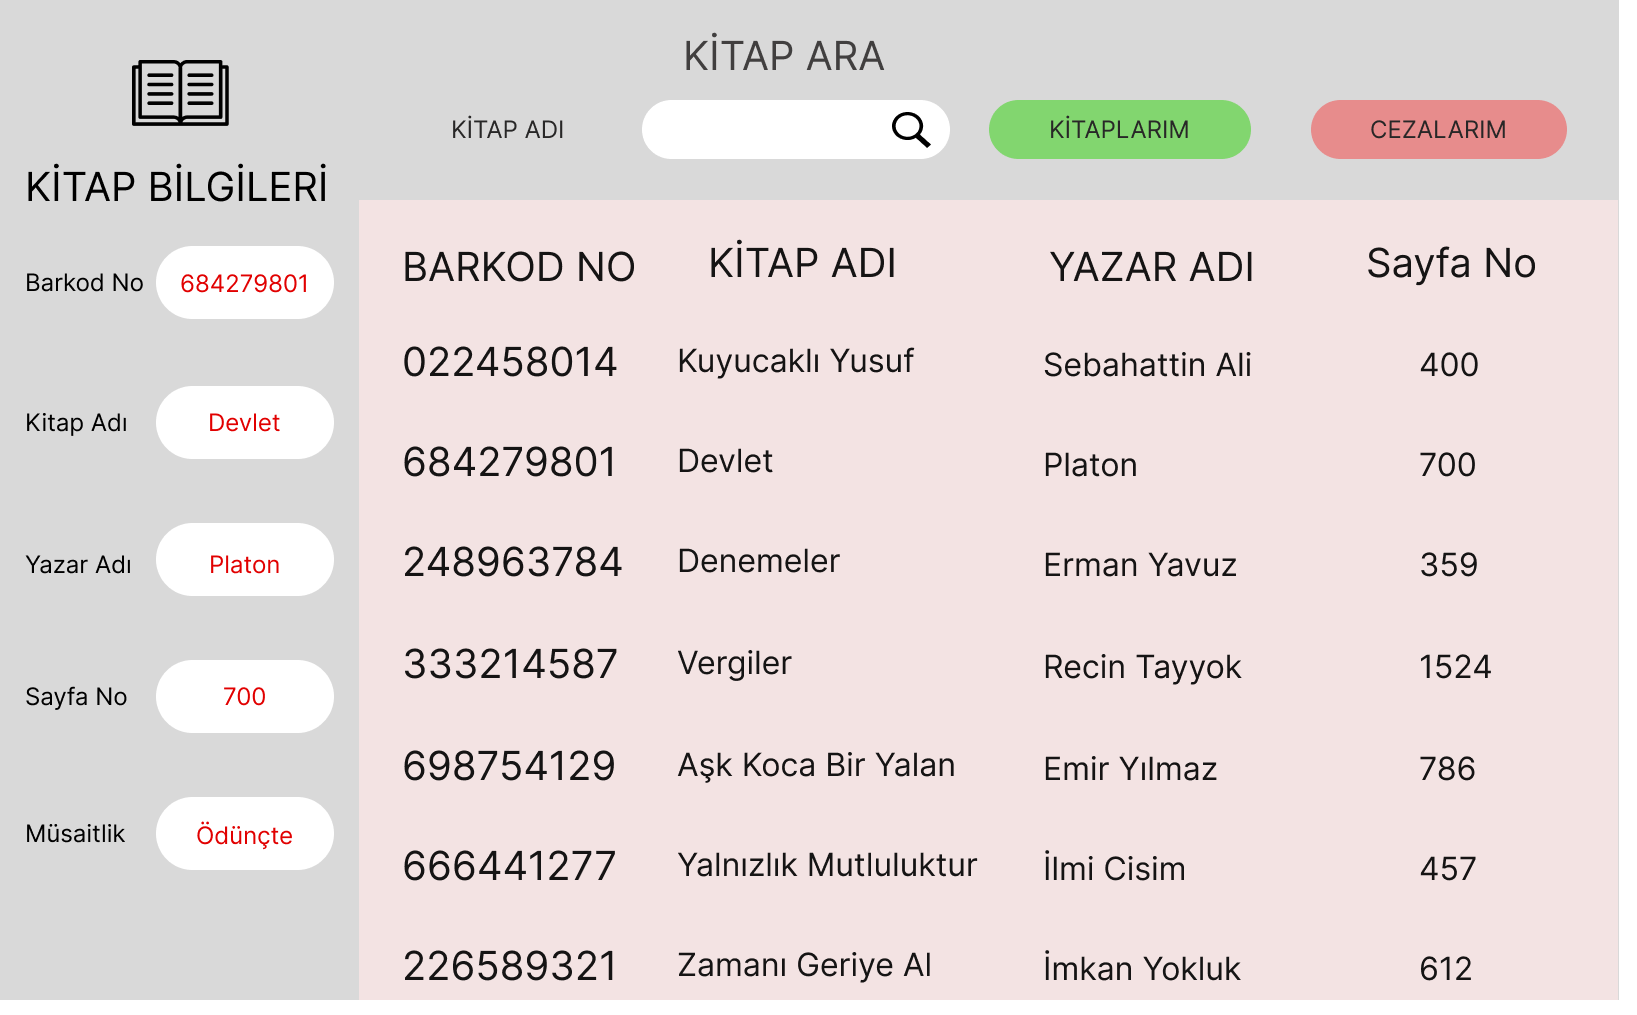 KİTAP BİLGİLERİ
Barkod No 684279801
Kitap Adı Devlet
Yazar Adı Platon
Sayfa No 700
Müsaitlik Ödünçte
KİTAP ARA
KİTAP ADI KİTAPLARIM CEZALARIM
BARKOD NO KİTAP ADI YAZAR ADI Sayfa No
022458014 Kuyucaklı Yusuf Sebahattin Ali 400
684279801 Devlet Platon 700
248963784 Denemeler Erman Yavuz 359
333214587 Vergiler Recin Tayyok 1524
698754129 Aşk Koca Bir Yalan Emir Yılmaz 786
666441277 Yalnızlık Mutluluktur İlmi Cisim 457
226589321 Zamanı Geriye Al İmkan Yokluk 612